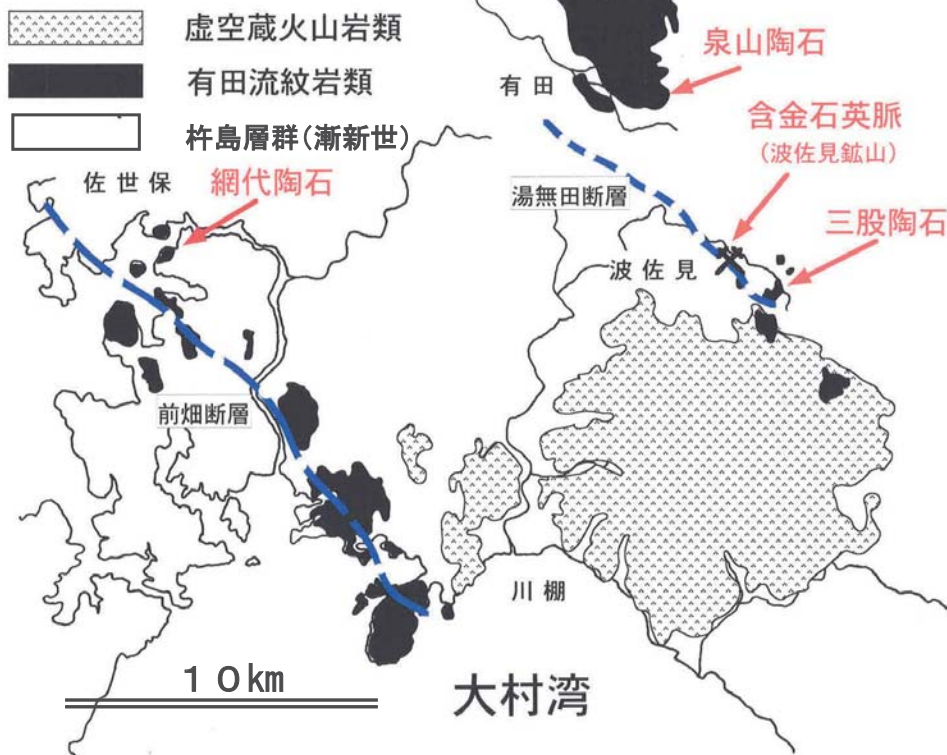 虚空蔵火山岩類
有田流紋岩類
杵島層群(漸新世)
泉山陶石
有田
含金石英脈
(波佐見鉱山)
佐世保
網代陶石
湯無田断層
三股陶石
波佐見
前畑断層
川棚
10km
大村湾